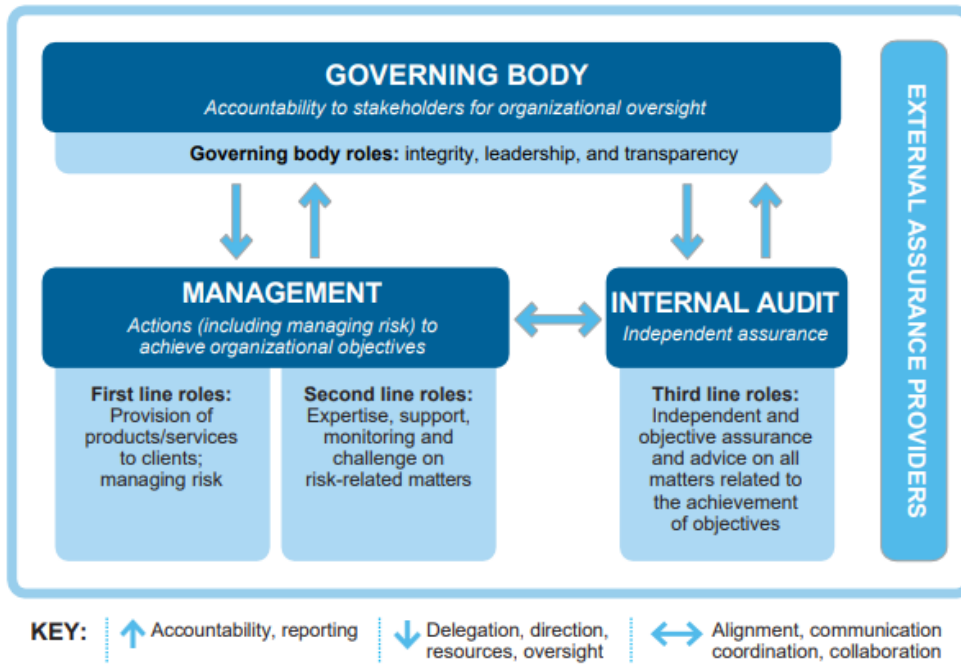 GOVERNING BODY
Accountability to stakeholders for organizational oversight
Governing body roles: integrity, leadership, and transparency
MANAGEMENT
Actions (including managing risk) to
achieve organizational objectives
First line roles:
Provision of
products/services
to clients;
managing risk
Second line roles:
Expertise, support,
monitoring and
challenge on
risk-related matters
INTERNAL AUDIT
Independent assurance
Third line roles:
Independent and
objective assurance
and advice on all
matters related to
the achievement
of objectives
EXTERNAL ASSURANCE PROVIDERS
KEY:
Accountability, reporting
Delegation, direction,
resources, oversight
Alignment, communication
coordination, collaboration